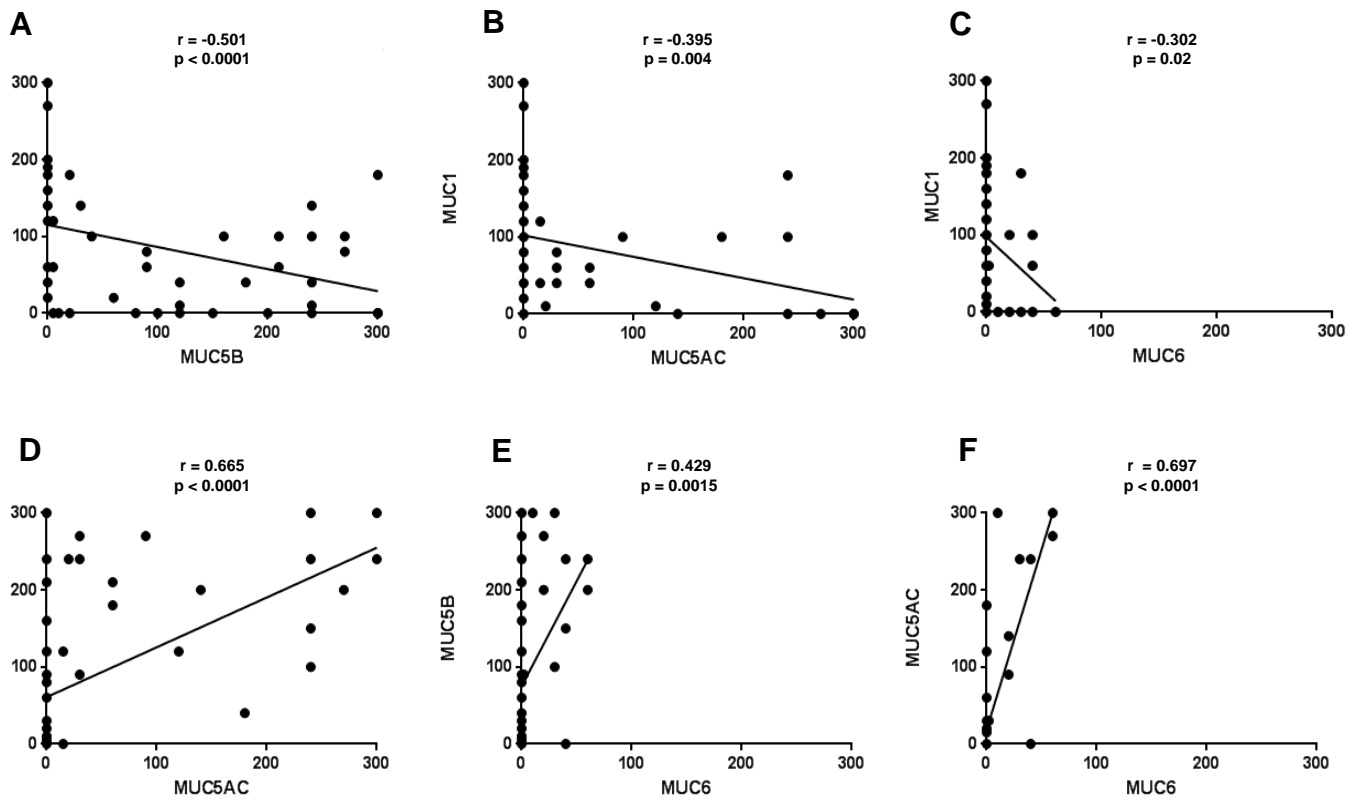 A
r = -0.501
p < 0.0001
300
200
100
0
0 100 200 300
MUC5B
B
r = -0.395
p = 0.004
MUC1
300
200
100
0
0 100 200 300
MUC5AC
C
r = -0.302
p = 0.02
MUC1
300
200
100
0
0 100 200 300
MUC6
D
r = 0.665
p < 0.0001
300
200
100
0
0 100 200 300
MUC5AC
E
r = 0.429
p = 0.0015
MUC5B
300
200
100
0
0 100 200 300
MUC6
F
r = 0.697
p < 0.0001
MUC5AC
300
200
100
0
0 100 200 300
MUC6